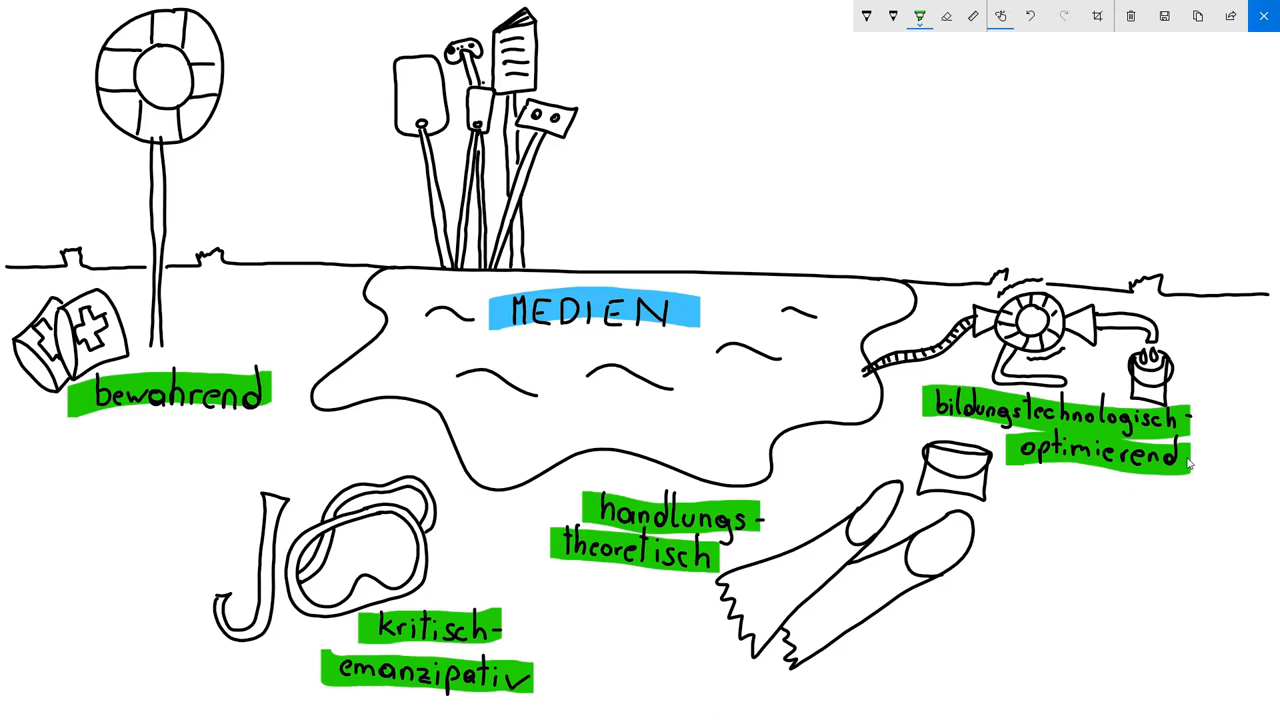 MEDIEN
bewahrend
bildungstechnologisch-
optimierend
handlungs-
theoretisch
kritisch-
emanzipativ